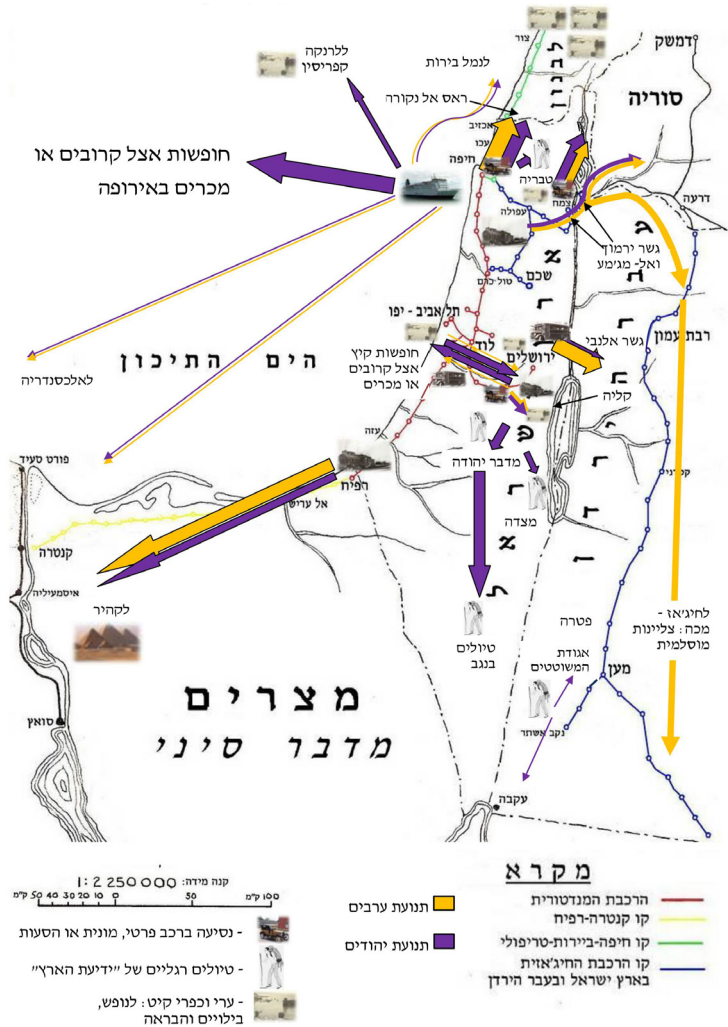 דמשק
צור
לבנון
סוריה
לנמל בירות
ללרנקה
קפריסין
ראס אל נקורה
אכזיב
עכו
חיפה
טבריה
צמח
דרעה
חופשות אצל קרובים או
מכרים באירופה
עפולה
גשר ירמוך
ואל- מג'מע
שכם
טול-כרם
תל אביב - יפו
לוד
ירושלים
גשר אלנבי
רבת עמון
חופשות קיץ
אצל קרובים
או מכרים
קליה
הים התיכון
לאלכסנדריה
עזה
רפיח
מדבר יהודה
מצדה
ארץ ישראל
עבר הירדן
פורט סעיד
אל עריש
קנטרה
איסמעיליה
לקהיר
טיולים
בנגב
פטרה
אגודת
המשוטטים
לחיג'אז -
מכה: צליינות
מוסלמית
מען
נקב אשתר
עקבה
סואץ
מצרים
מדבר סיני
קנה מידה: 1:2 250 000
ק"מ 50 40 30 20 10 0 50 100 ק"מ
- נסיעה ברכב פרטי, מונית או הסעות
- טיולים רגליים של "ידיעת הארץ"
- ערי וכפרי קיט: לנופש,
בילויים והבראה
תנועת ערבים
תנועת יהודים
מקרא
הרכבת המנדטורית
קו קנטרה-רפיח
קו חיפה-ביירות-טריפולי
קו הרכבת החיג'אזית
בארץ ישראל ובעבר הירדן